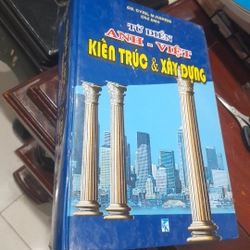 TỪ ĐIỂN
ANH - VIỆT
KIẾN TRÚC & XÂY DỰNG